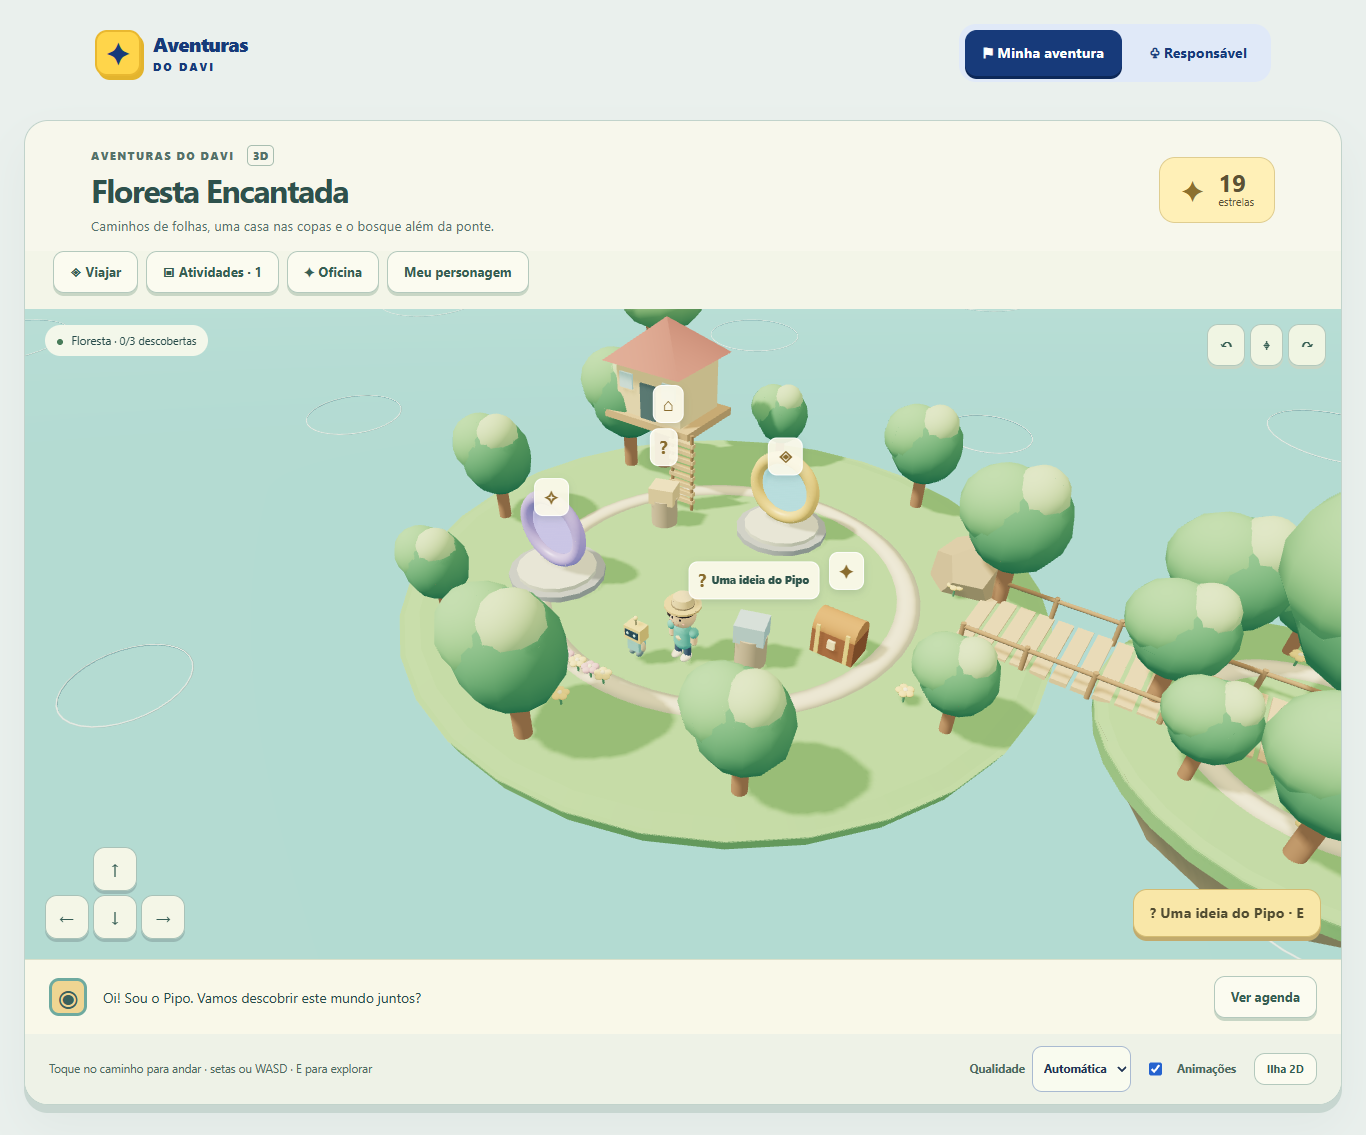 Aventuras
DO DAVI
Minha aventura
Responsável
AVENTURAS DO DAVI 3D
Floresta Encantada
Caminhos de folhas, uma casa nas copas e o bosque além da ponte.
19
estrelas
Viajar
Atividades · 1
Oficina
Meu personagem
Floresta · 0/3 descobertas
?
? Uma ideia do Pipo
? Uma ideia do Pipo · E
Oi! Sou o Pipo. Vamos descobrir este mundo juntos?
Ver agenda
Toque no caminho para andar · setas ou WASD · E para explorar
Qualidade
Automática
Animações
Ilha 2D